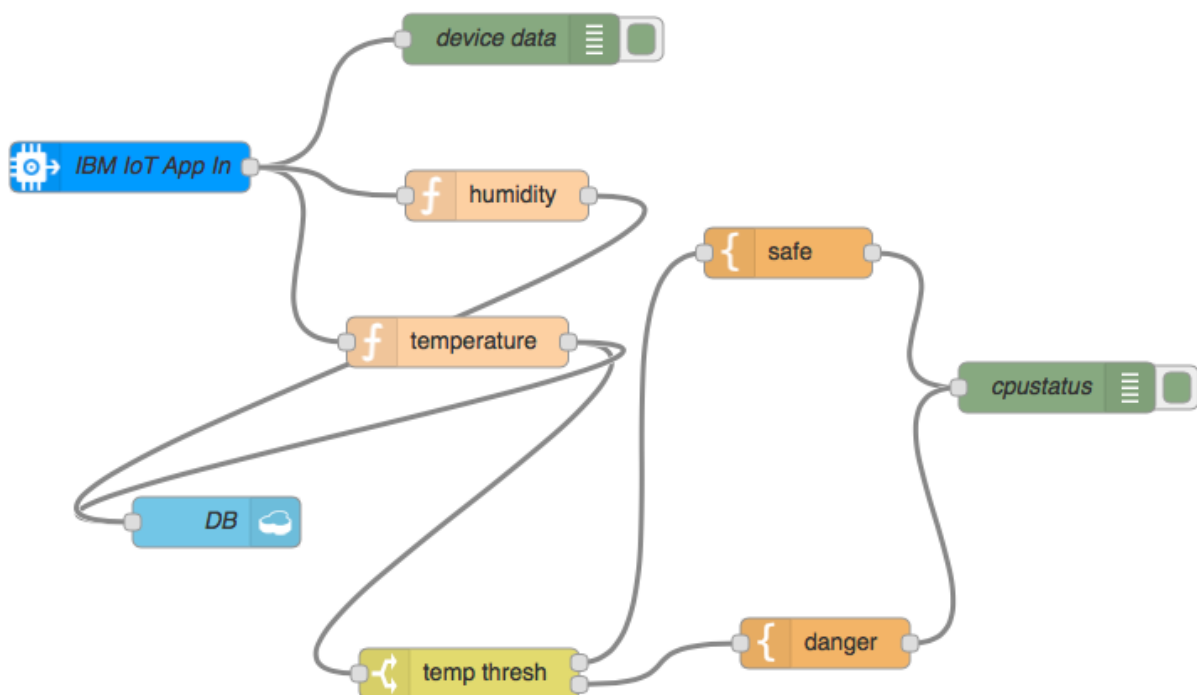 device data
IBM IoT App In
humidity
safe
temperature
cpustatus
DB
danger
temp thresh